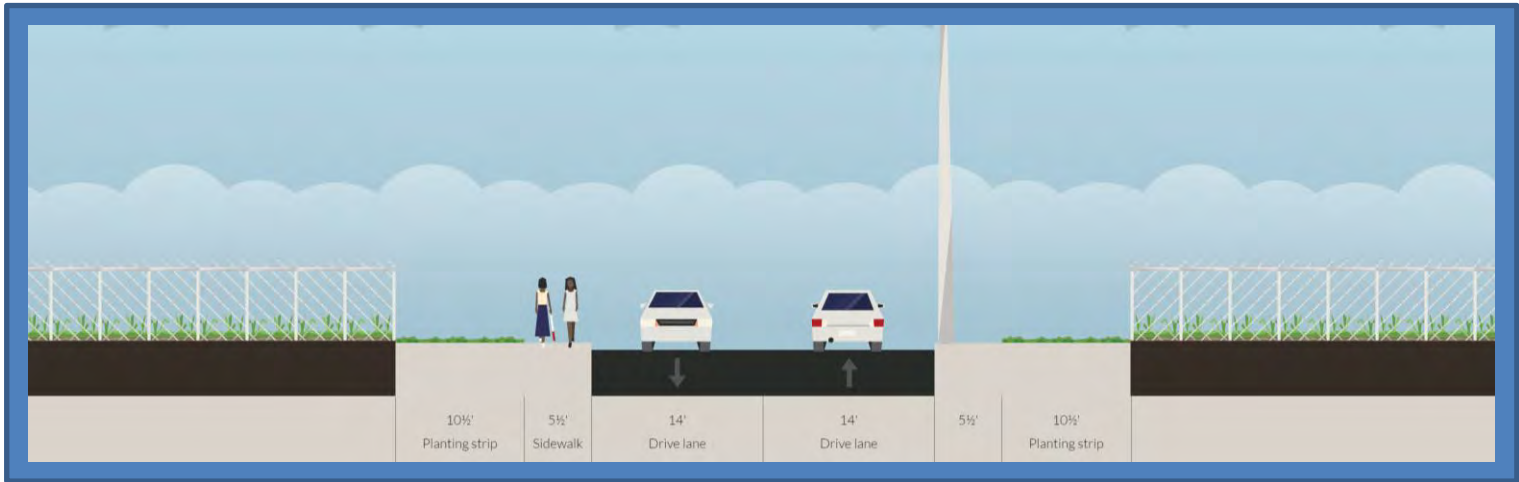 10½'
Planting strip
5½'
Sidewalk
14'
Drive lane
14'
Drive lane
5½'
10½'
Planting strip